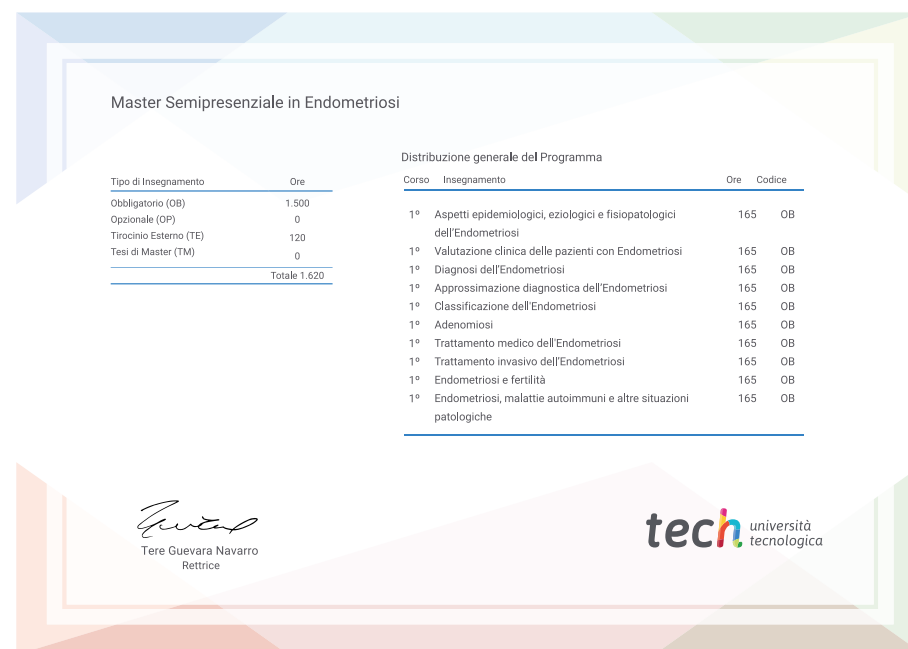 Master Semipresenziale in Endometriosi
Tipo di Insegnamento Ore
Obbligatorio (OB) 1.500
Opzionale (OP) 0
Tirocinio Esterno (TE) 120
Tesi di Master (TM) 0
Totale 1.620
Distribuzione generale del Programma
Corso Insegnamento Ore Codice
1º Aspetti epidemiologici, eziologici e fisiopatologici 165 OB
dell'Endometriosi
1º Valutazione clinica delle pazienti con Endometriosi 165 OB
1º Diagnosi dell'Endometriosi 165 OB
1º Approssimazione diagnostica dell'Endometriosi 165 OB
1º Classificazione dell'Endometriosi 165 OB
1º Adenomiosi 165 OB
1º Trattamento medico dell'Endometriosi 165 OB
1º Trattamento invasivo dell'Endometriosi 165 OB
1º Endometriosi e fertilità 165 OB
1º Endometriosi, malattie autoimmuni e altre situazioni 165 OB
patologiche
Tere Guevara Navarro
Rettrice
tech università
tecnologica